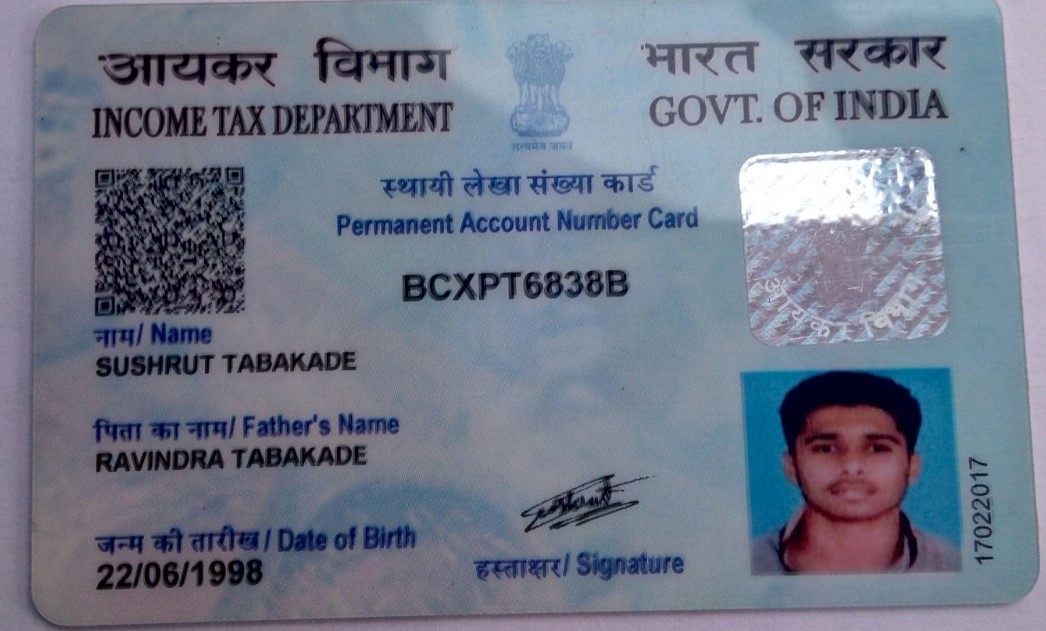 आयकर विभाग
INCOME TAX DEPARTMENT
भारत सरकार
GOVT. OF INDIA
सत्यमेव जयते
स्थायी लेखा संख्या कार्ड
Permanent Account Number Card
BCXPT6838B
आयकर विभाग
नाम/ Name
SUSHRUT TABAKADE
पिता का नाम/ Father's Name
RAVINDRA TABAKADE
जन्म की तारीख/ Date of Birth
22/06/1998
हस्ताक्षर/ Signature
17022017